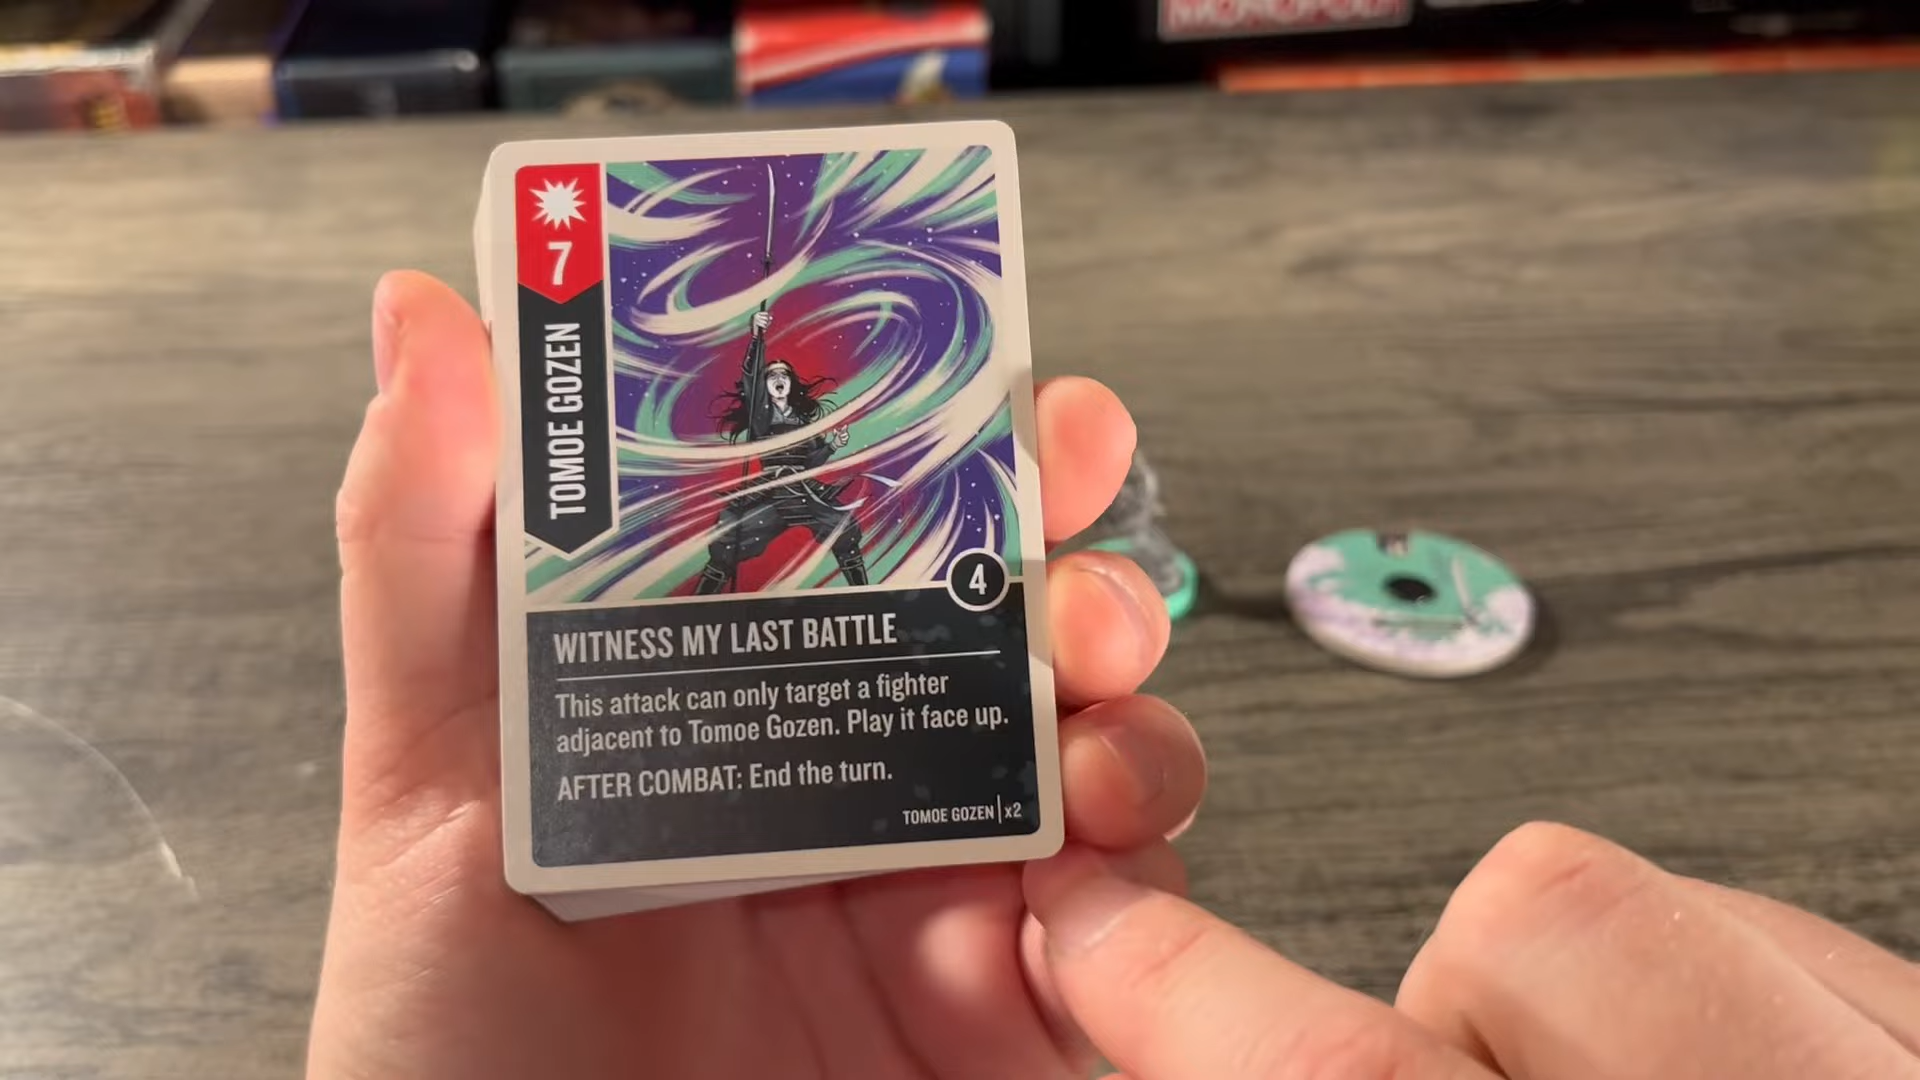 MONOPOLY
7
TOMOE GOZEN
4
WITNESS MY LAST BATTLE
This attack can only target a fighter
adjacent to Tomoe Gozen. Play it face up.
AFTER COMBAT: End the turn.
TOMOE GOZEN | x2